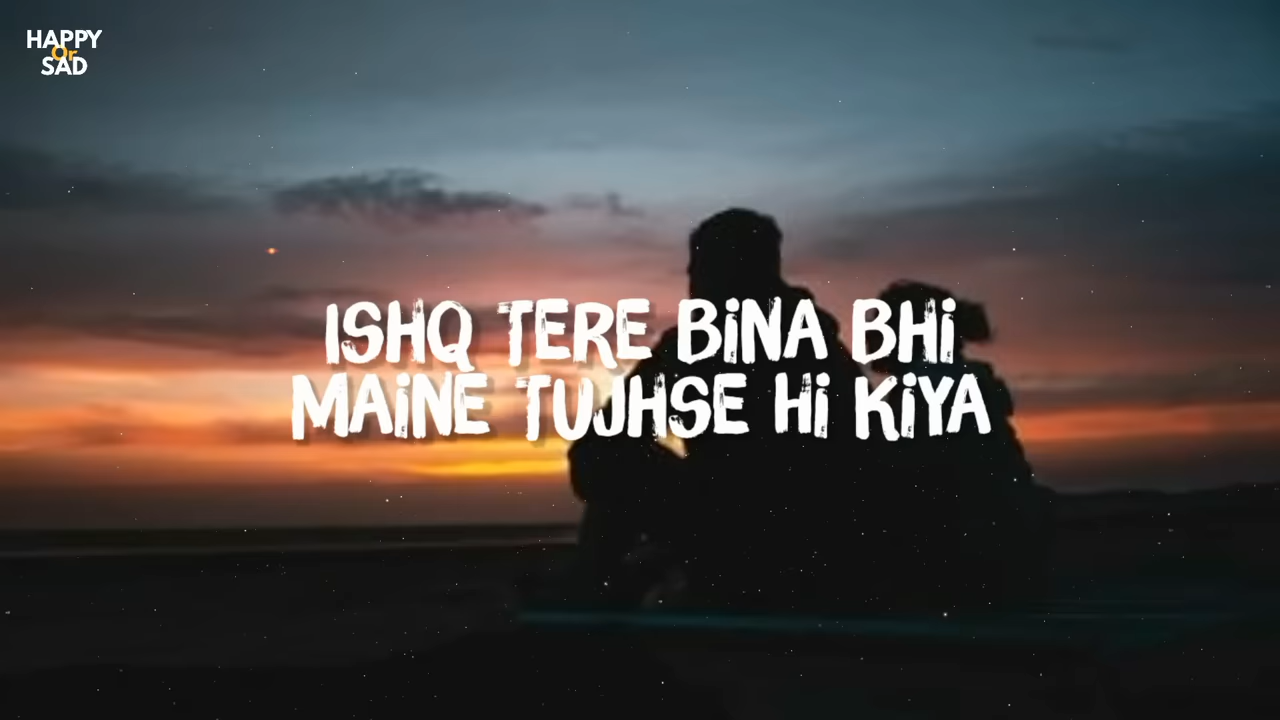 HAPPY
Or
SAD
ISHQ TERE BiNA BHi
MAiNE TUJHSE Hi KiYA